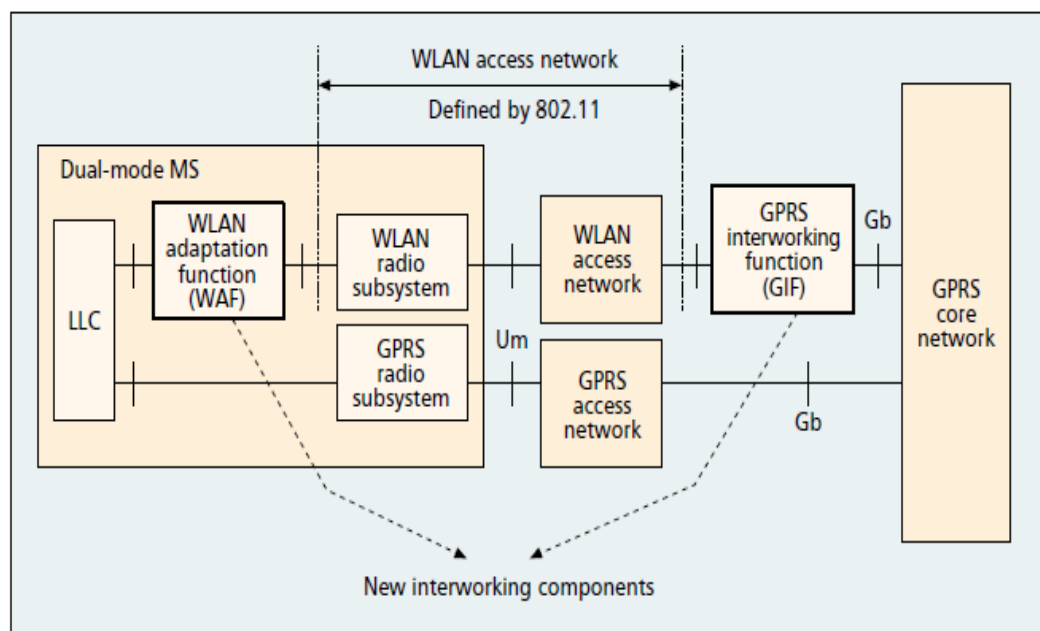 WLAN access network
Defined by 802.11
Dual-mode MS
LLC
WLAN
adaptation
function
(WAF)
WLAN
radio
subsystem
WLAN
access
network
GPRS
interworking
function
(GIF)
Gb
GPRS
core
network
GPRS
radio
subsystem
Um
GPRS
access
network
Gb
New interworking components